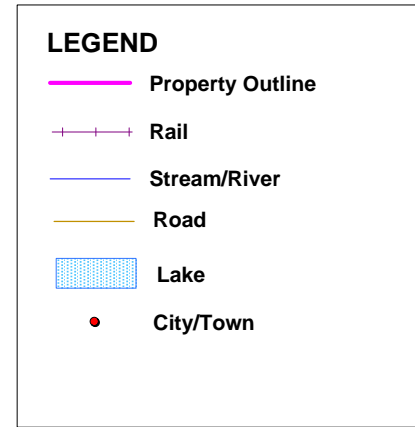 LEGEND
Property Outline
Rail
Stream/River
Road
Lake
City/Town